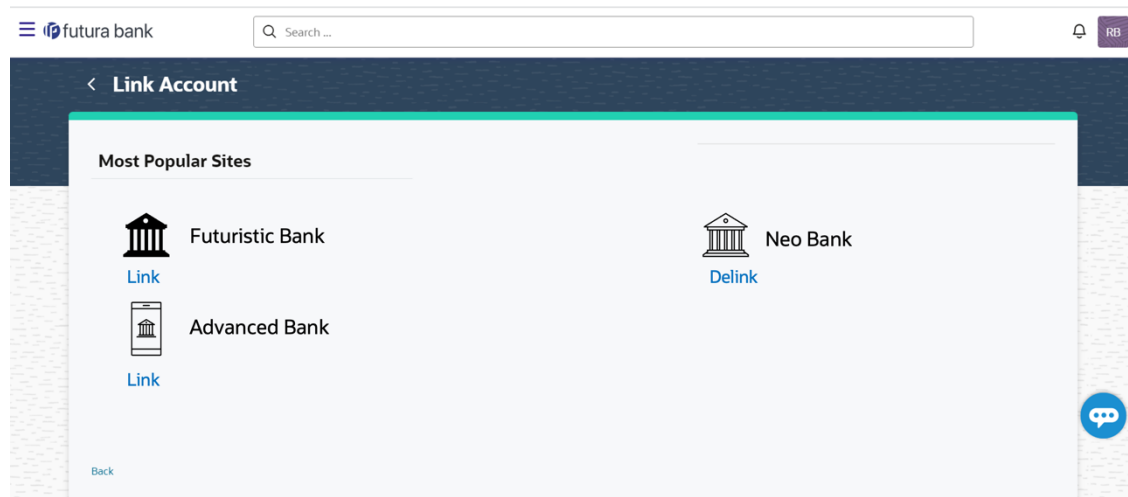 futura bank
Search ...
RB
Link Account
Most Popular Sites
Futuristic Bank
Neo Bank
Link
Delink
Advanced Bank
Link
Back